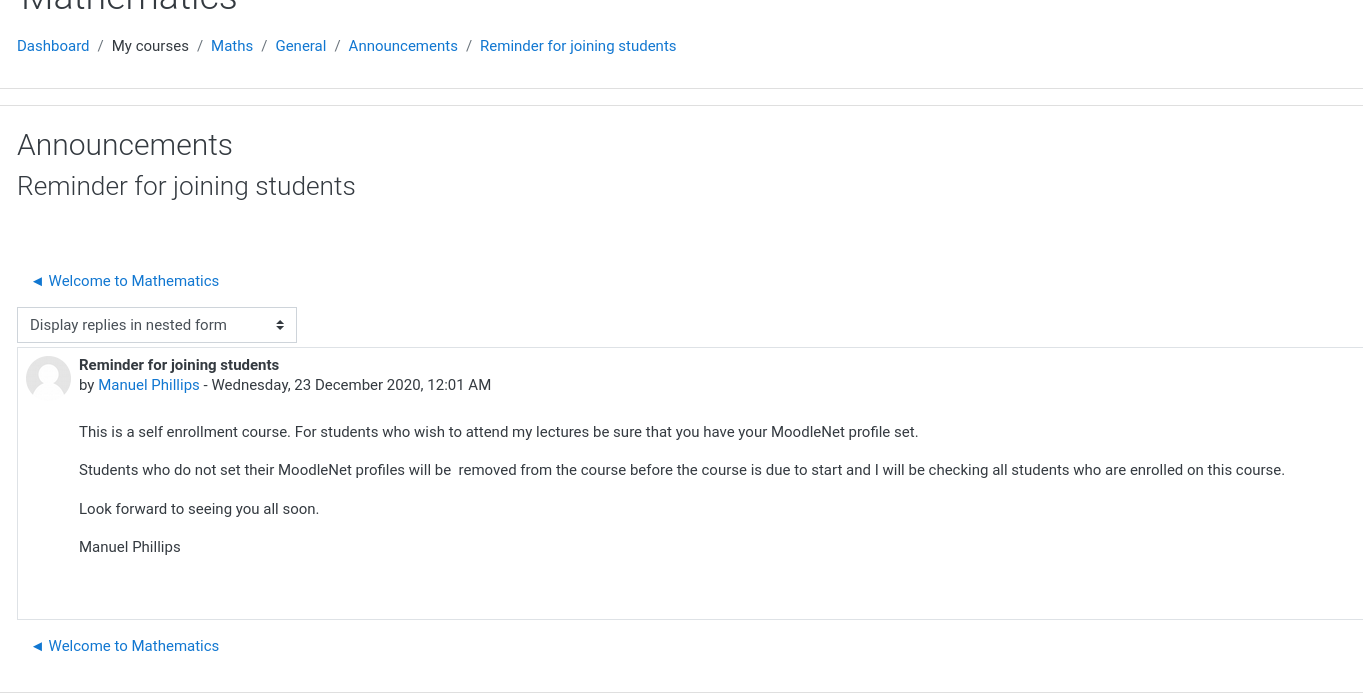 Mathematics
Dashboard / My courses / Maths / General / Announcements / Reminder for joining students
Announcements
Reminder for joining students
◄ Welcome to Mathematics
Display replies in nested form
Reminder for joining students
by Manuel Phillips - Wednesday, 23 December 2020, 12:01 AM
This is a self enrollment course. For students who wish to attend my lectures be sure that you have your MoodleNet profile set.
Students who do not set their MoodleNet profiles will be  removed from the course before the course is due to start and I will be checking all students who are enrolled on this course.
Look forward to seeing you all soon.
Manuel Phillips
◄ Welcome to Mathematics